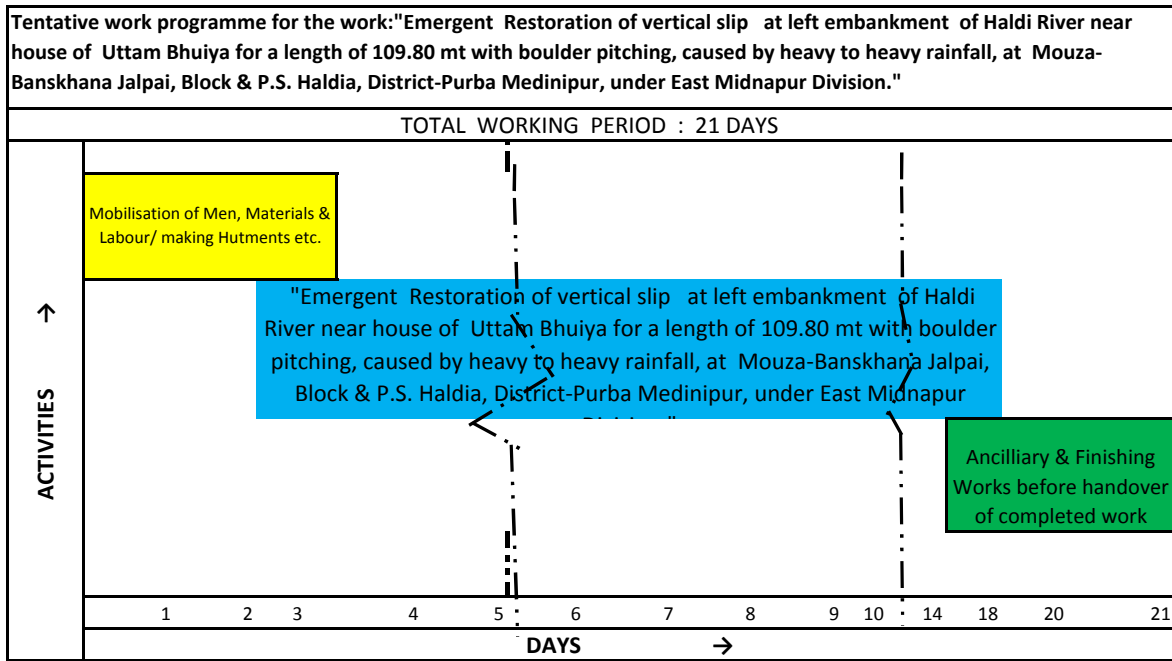 Tentative work programme for the work:"Emergent Restoration of vertical slip at left embankment of Haldi River near
house of Uttam Bhuiya for a length of 109.80 mt with boulder pitching, caused by heavy to heavy rainfall, at Mouza-
Banskhana Jalpai, Block & P.S. Haldia, District-Purba Medinipur, under East Midnapur Division."
TOTAL WORKING PERIOD : 21 DAYS
ACTIVITIES →
Mobilisation of Men, Materials &
Labour/ making Hutments etc.
"Emergent Restoration of vertical slip at left embankment of Haldi
River near house of Uttam Bhuiya for a length of 109.80 mt with boulder
pitching, caused by heavy to heavy rainfall, at Mouza-Banskhana Jalpai,
Block & P.S. Haldia, District-Purba Medinipur, under East Midnapur
Ancilliary & Finishing
Works before handover
of completed work
1 2 3 4 5 6 7 8 9 10 14 18 20 21
DAYS →